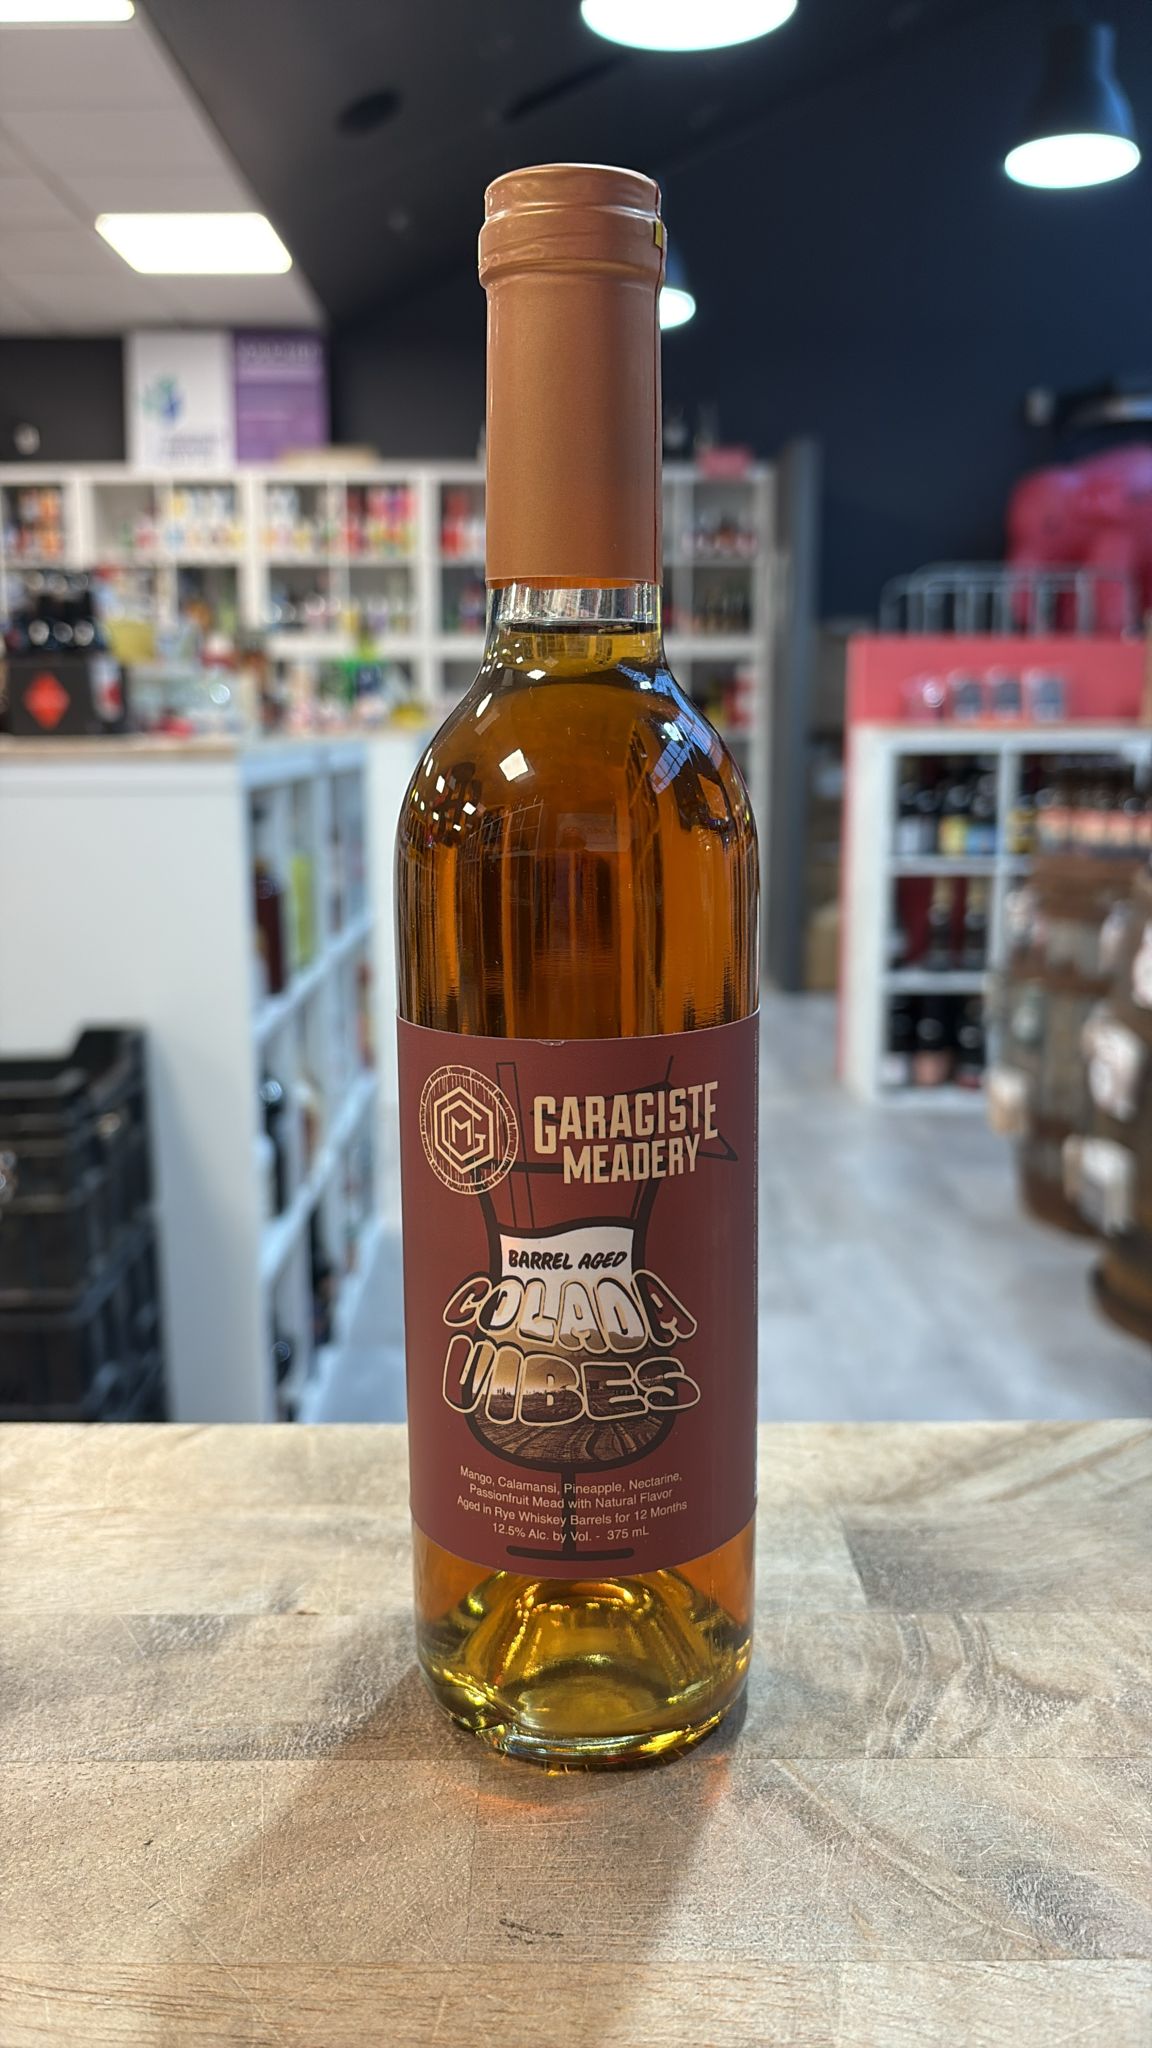 GARAGISTE
MEADERY
BARREL AGED
COLADA
VIBES
Mango, Calamansi, Pineapple, Nectarine,
Passionfruit Mead with Natural Flavor
Aged in Rye Whiskey Barrels for 12 Months
12.5% Alc. by Vol. - 375 mL